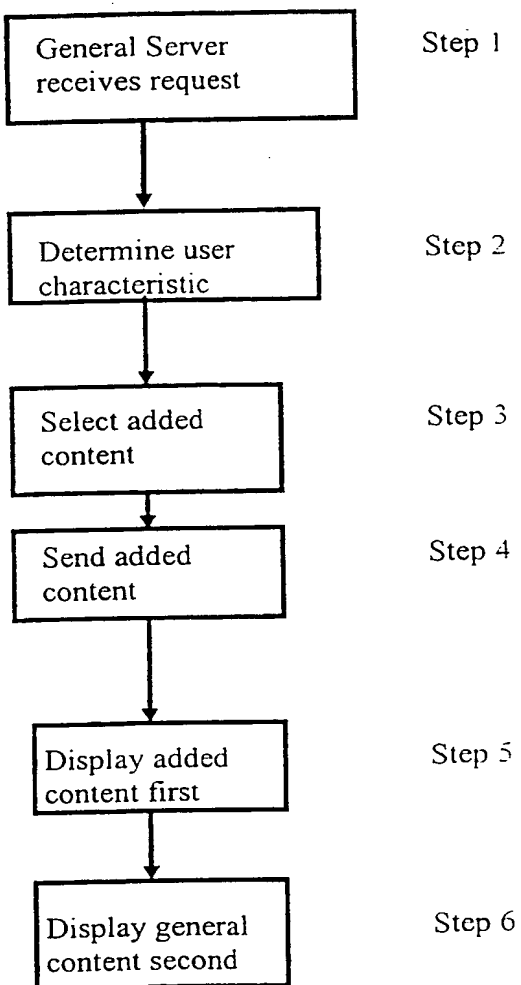 General Server
receives request
Step 1
Determine user
characteristic
Step 2
Select added
content
Step 3
Send added
content
Step 4
Display added
content first
Step 5
Display general
content second
Step 6